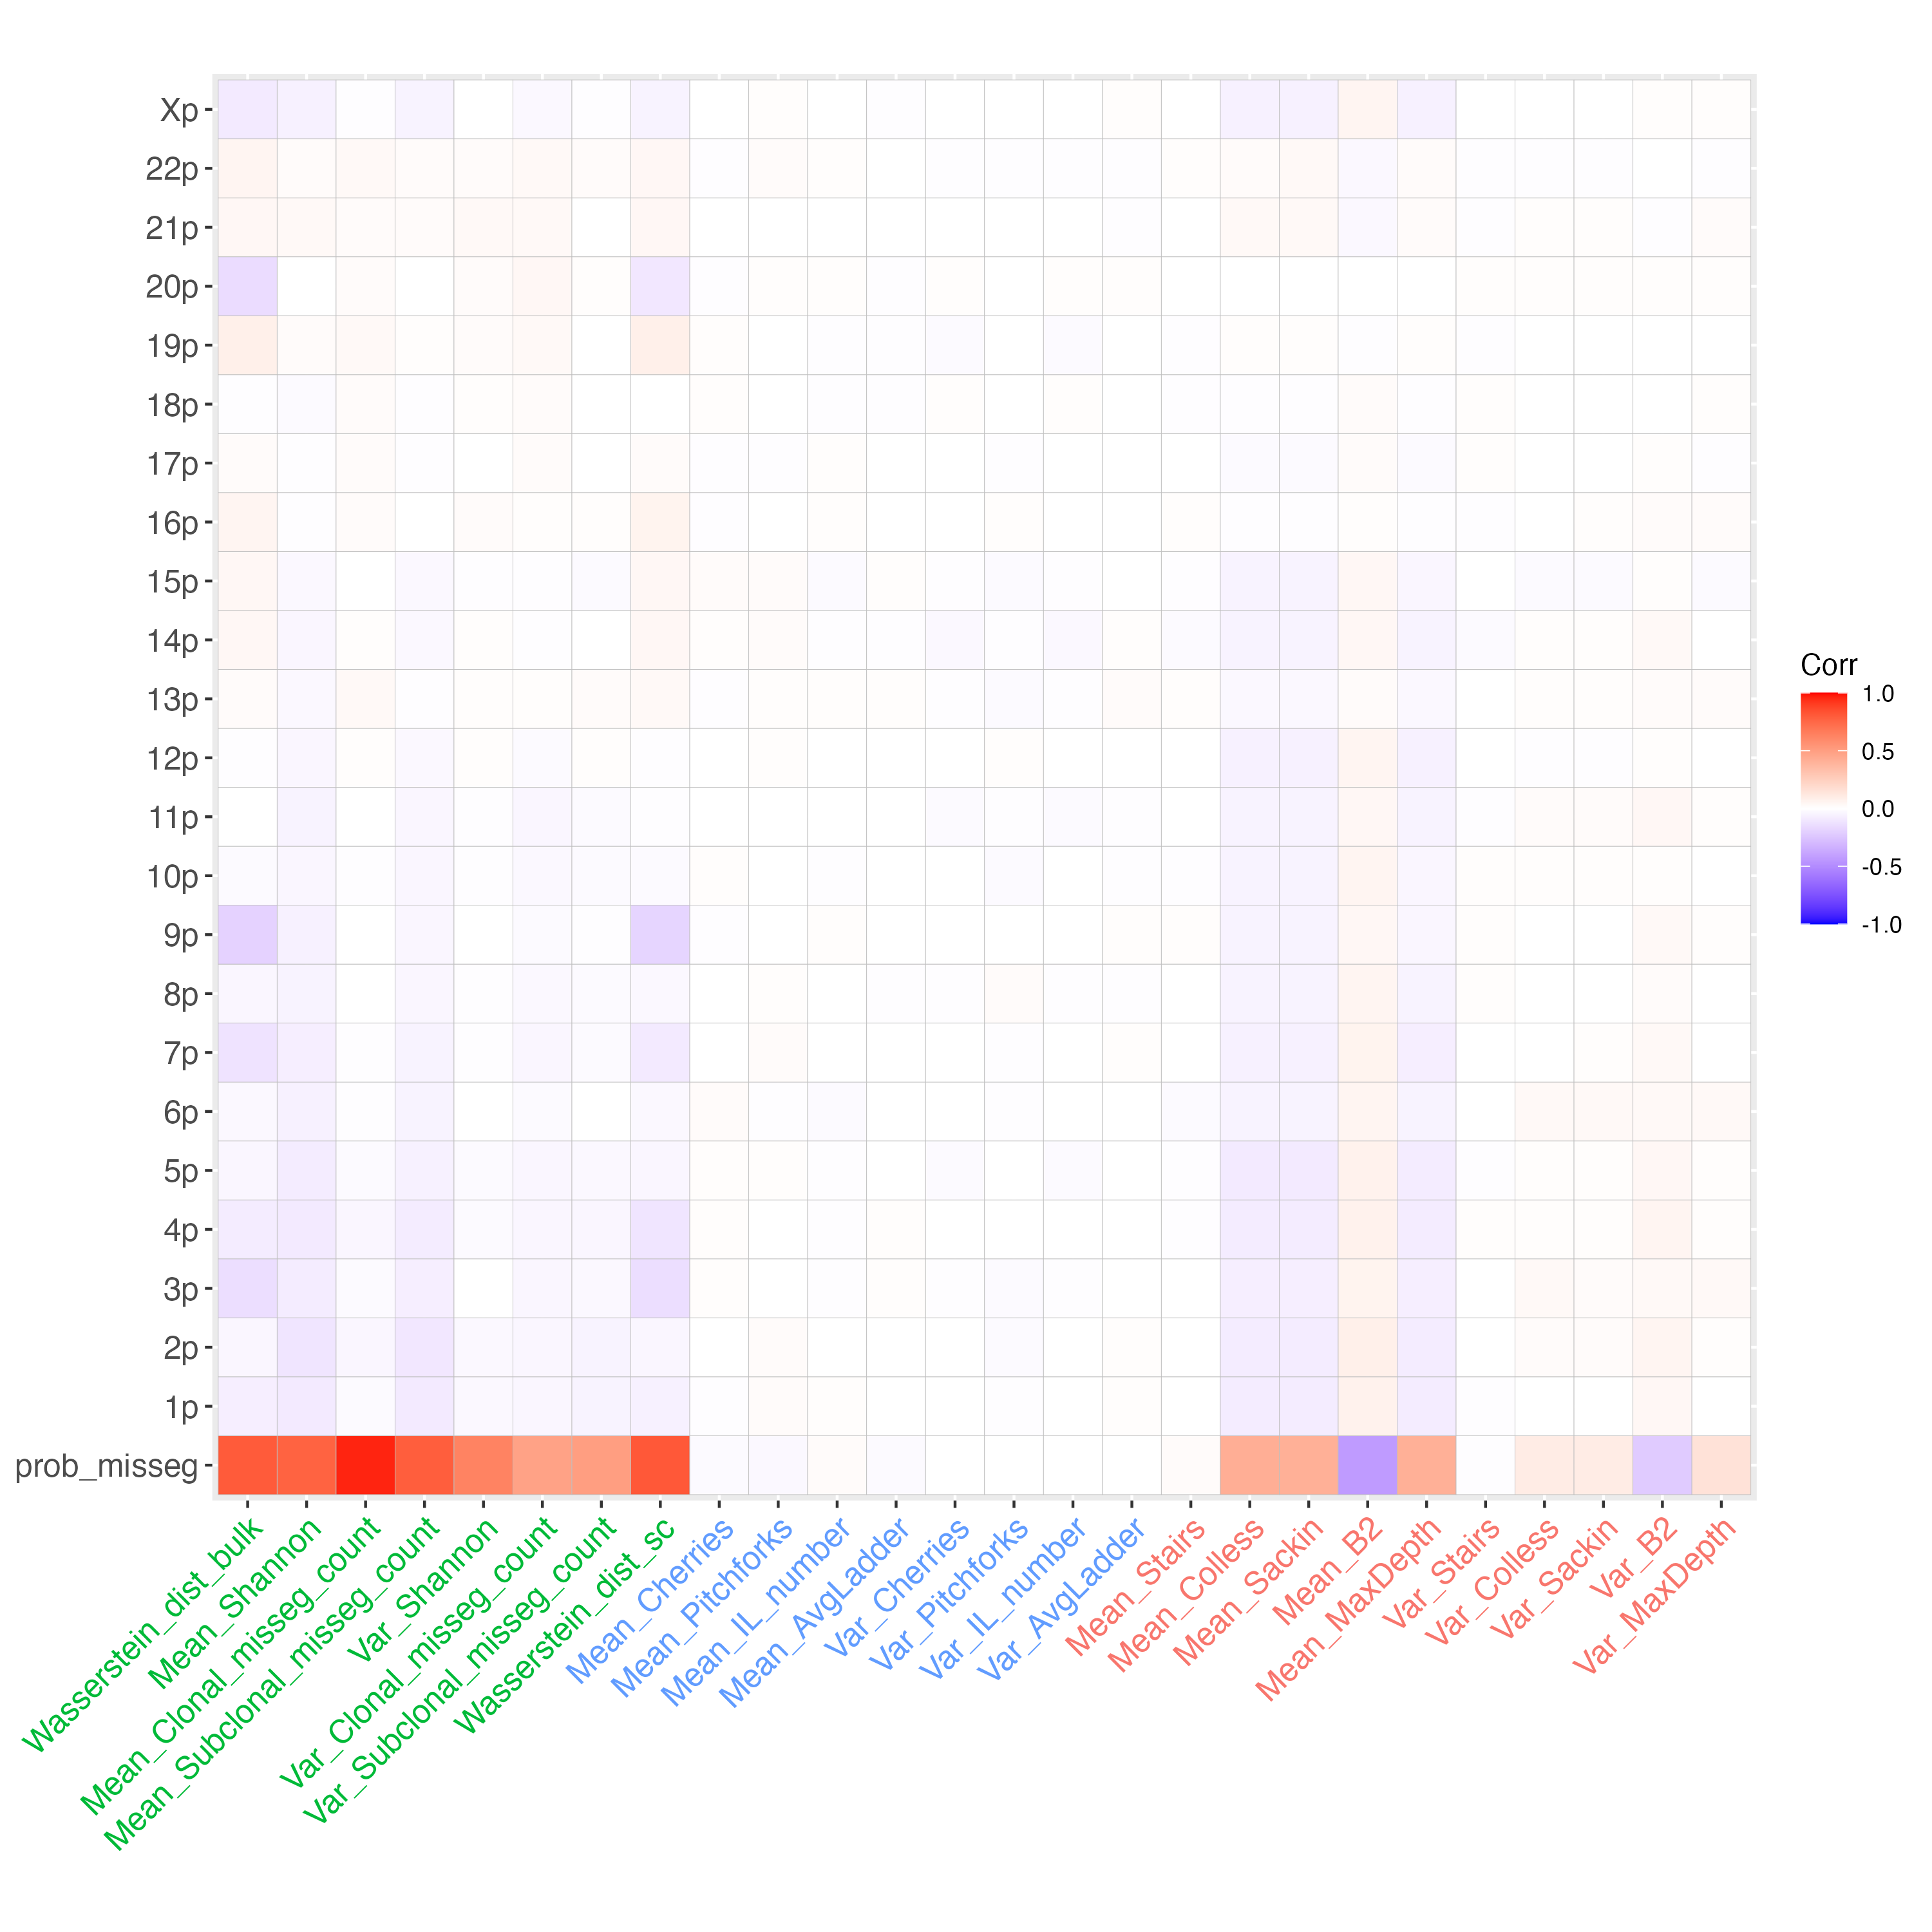 Xp
22p
21p
20p
19p
18p
17p
16p
15p
14p
13p
12p
11p
10p
9p
8p
7p
6p
5p
4p
3p
2p
1p
prob_misseg
Wasserstein_dist_bulk
Mean_Shannon
Mean_Clonal_misseg_count
Mean_Subclonal_misseg_count
Var_Shannon
Var_Clonal_misseg_count
Var_Subclonal_misseg_count
Wasserstein_dist_sc
Mean_Cherries
Mean_Pitchforks
Mean_IL_number
Mean_AvgLadder
Var_Cherries
Var_Pitchforks
Var_IL_number
Var_AvgLadder
Mean_Stairs
Mean_Colless
Mean_Sackin
Mean_B2
Mean_MaxDepth
Var_Stairs
Var_Colless
Var_Sackin
Var_B2
Var_MaxDepth
Corr
1.0
0.5
0.0
-0.5
-1.0